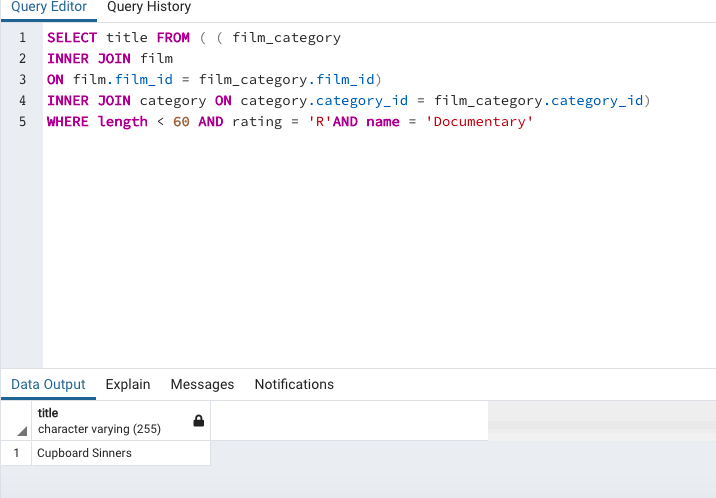 Query Editor Query History
1 SELECT title FROM ( ( film_category
2 INNER JOIN film
3 ON film.film_id = film_category.film_id)
4 INNER JOIN category ON category.category_id = film_category.category_id)
5 WHERE length < 60 AND rating = 'R'AND name = 'Documentary'
Data Output Explain Messages Notifications
title
character varying (255)
1 Cupboard Sinners